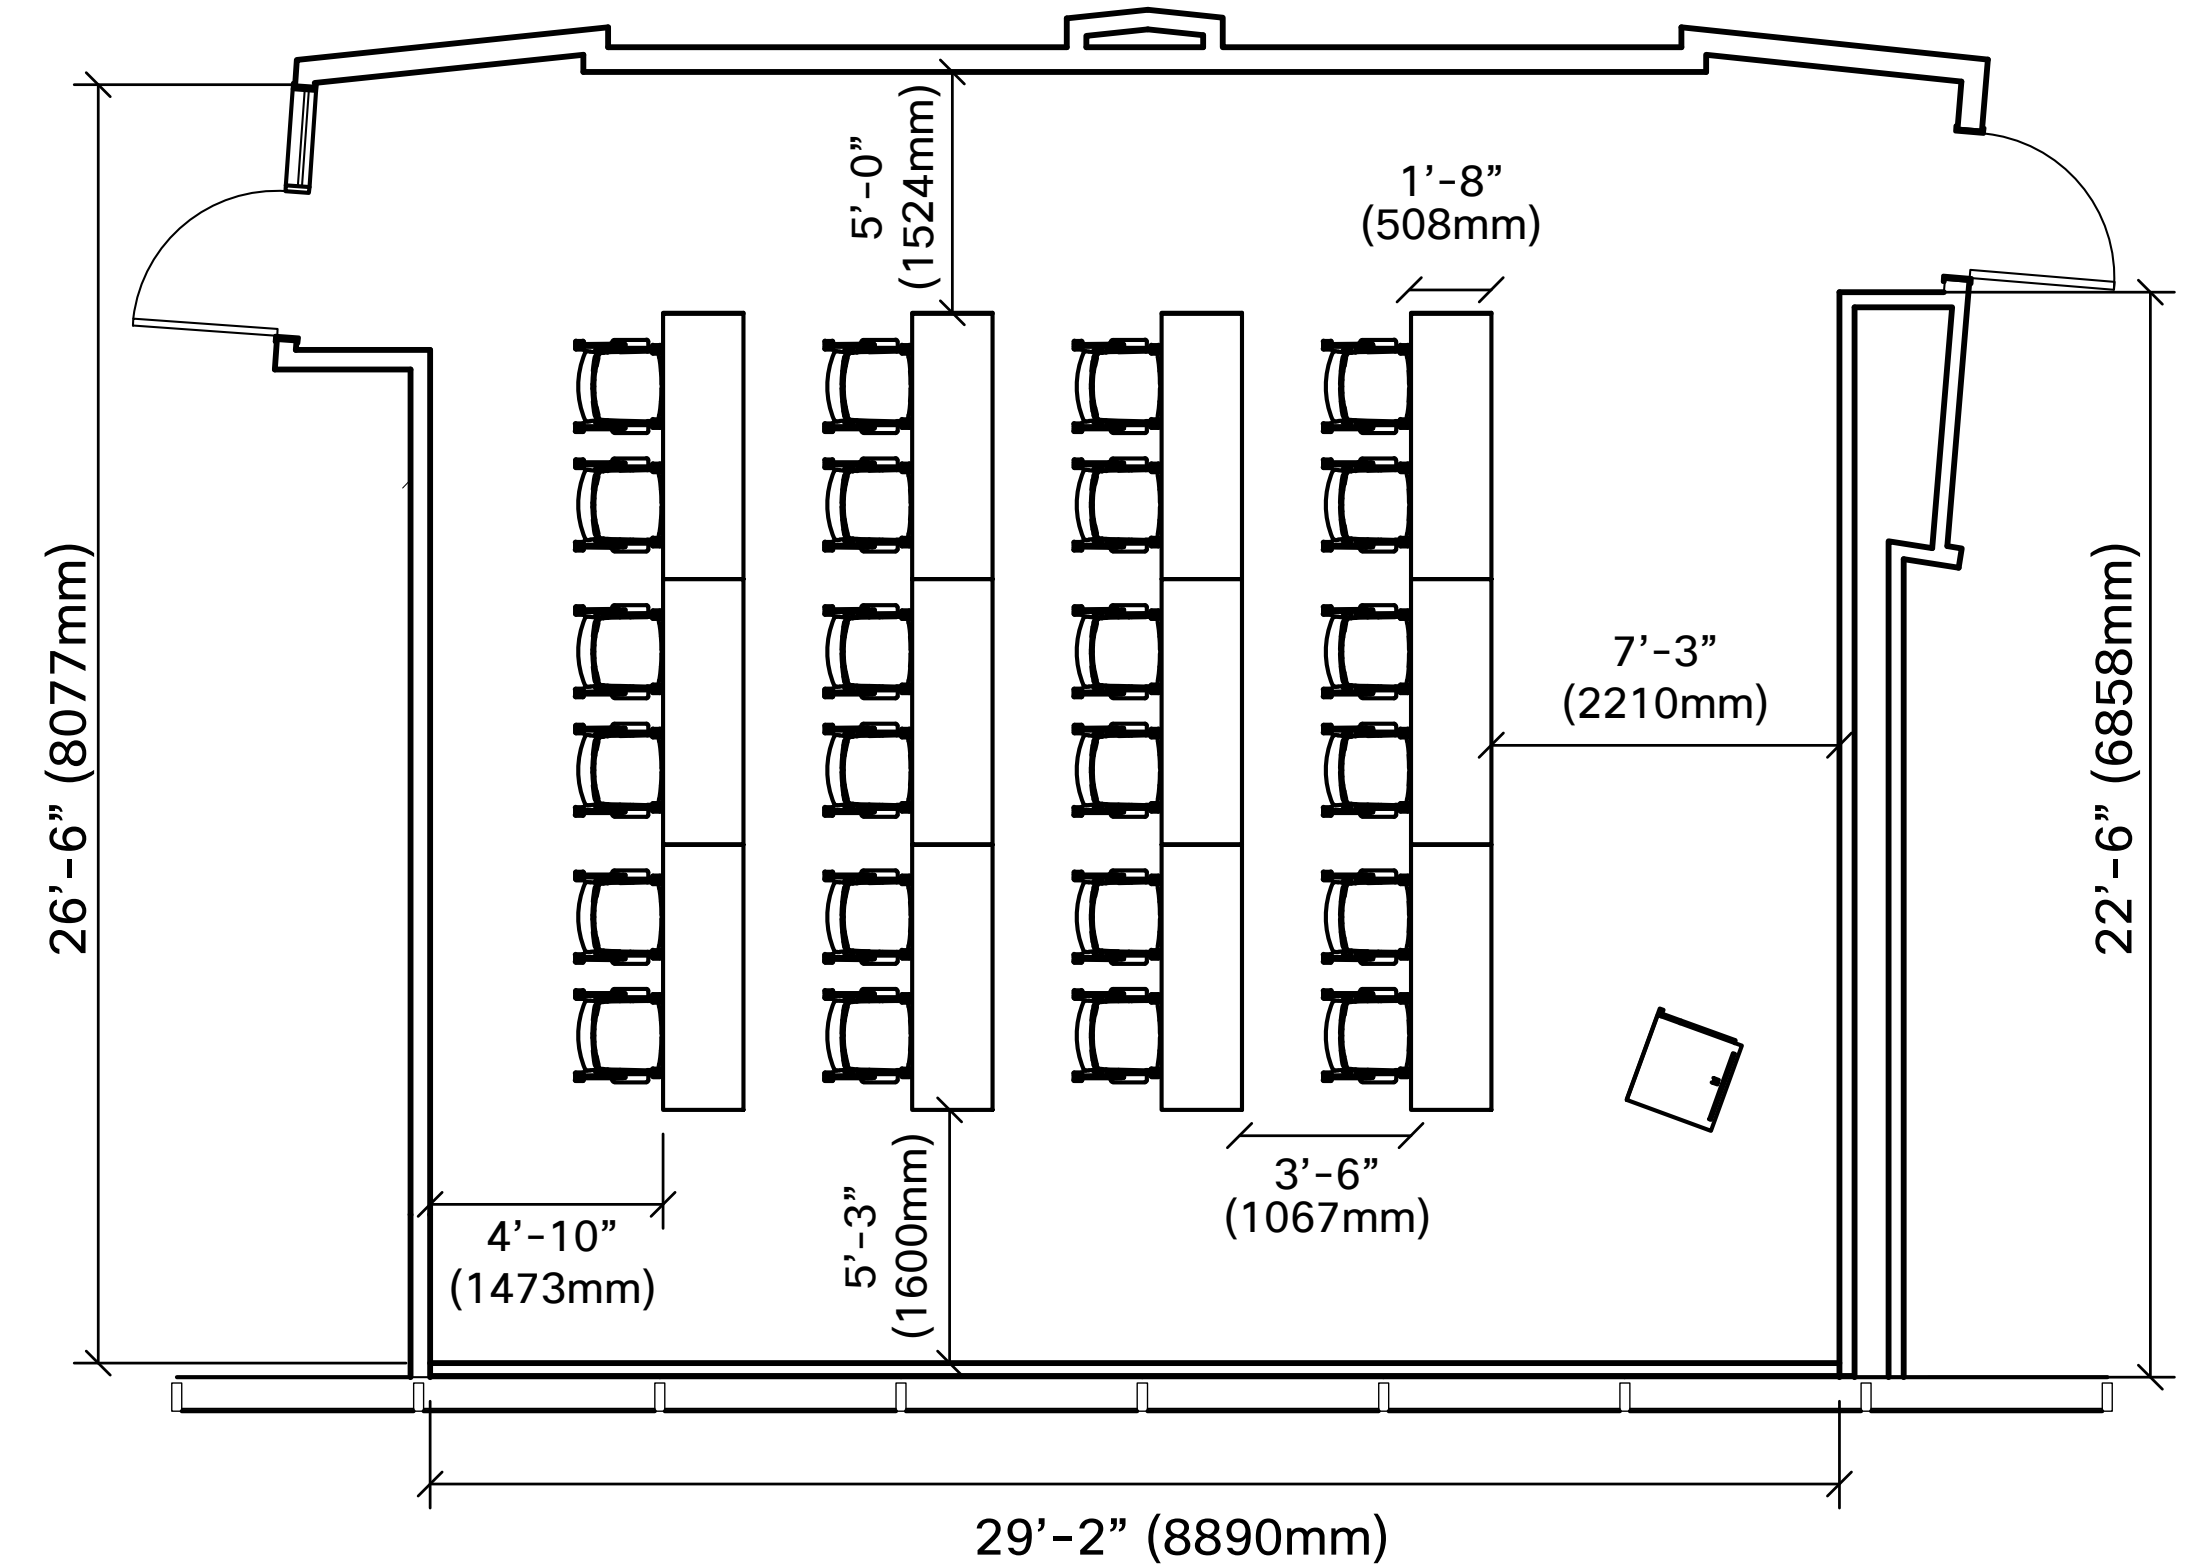 5’-0”
(1524mm)
1’-8”
(508mm)
26’-6” (8077mm)
7’-3”
(2210mm)
22’-6” (6858mm)
3’-6”
(1067mm)
4’-10”
(1473mm)
5’-3”
(1600mm)
29’-2” (8890mm)